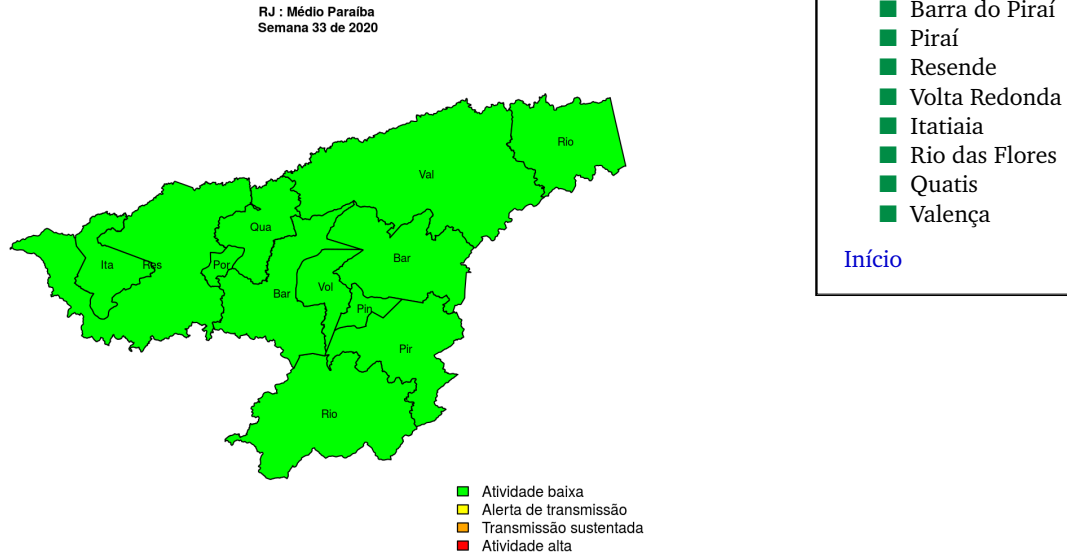 RJ : Médio Paraíba
Semana 33 de 2020
Rio
Val
Qua
Ita
Res
Por
Bar
Bar
Vol
Pin
Pir
Rio
Atividade baixa
Alerta de transmissão
Transmissão sustentada
Atividade alta
Barra do Piraí
Piraí
Resende
Volta Redonda
Itatiaia
Rio das Flores
Quatis
Valença
Início